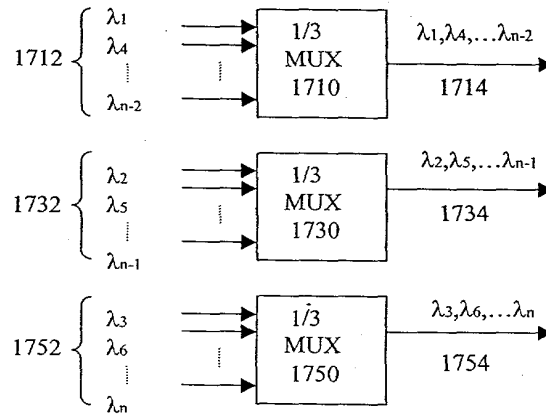 λ1
λ4
1712
λn-2
1/3
MUX
1710
λ1,λ4,…λn-2
1714
λ2
1732
λ5
λn-1
1/3
MUX
1730
λ2,λ5,…λn-1
1734
λ3
1752
λ6
λn
1/3
MUX
1750
λ3,λ6,…λn
1754